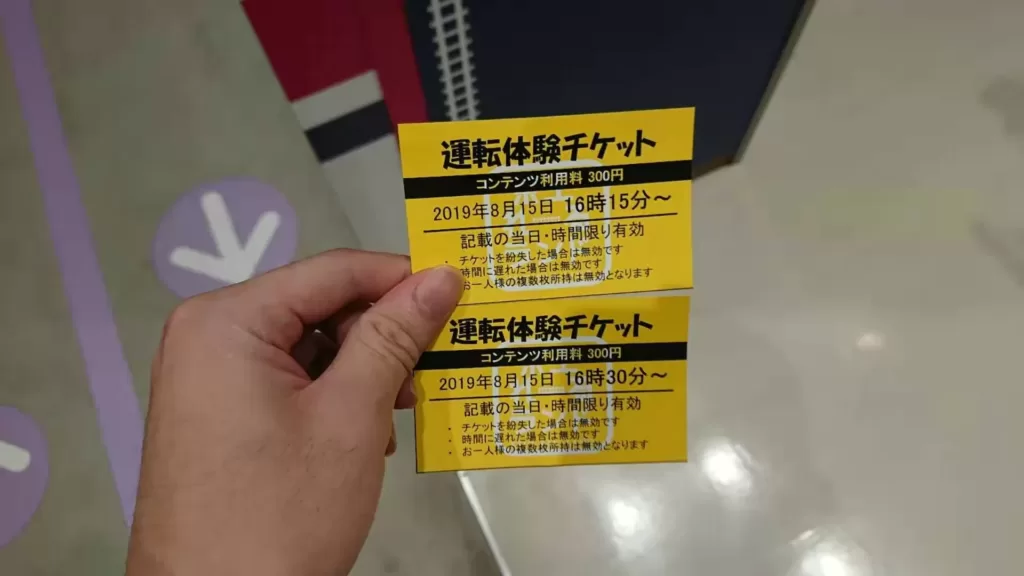 運転体験チケット
コンテンツ利用料 300円
2019年8月15日 16時15分～
記載の当日・時間限り有効
・ チケットを紛失した場合は無効です
時間に遅れた場合は無効です
お一人様の複数枚所持は無効となります
運転体験チケット
コンテンツ利用料 300円
2019年8月15日 16時30分～
記載の当日・時間限り有効
・ チケットを紛失した場合は無効です
・ 時間に遅れた場合は無効です
・ お一人様の複数枚所持は無効となります